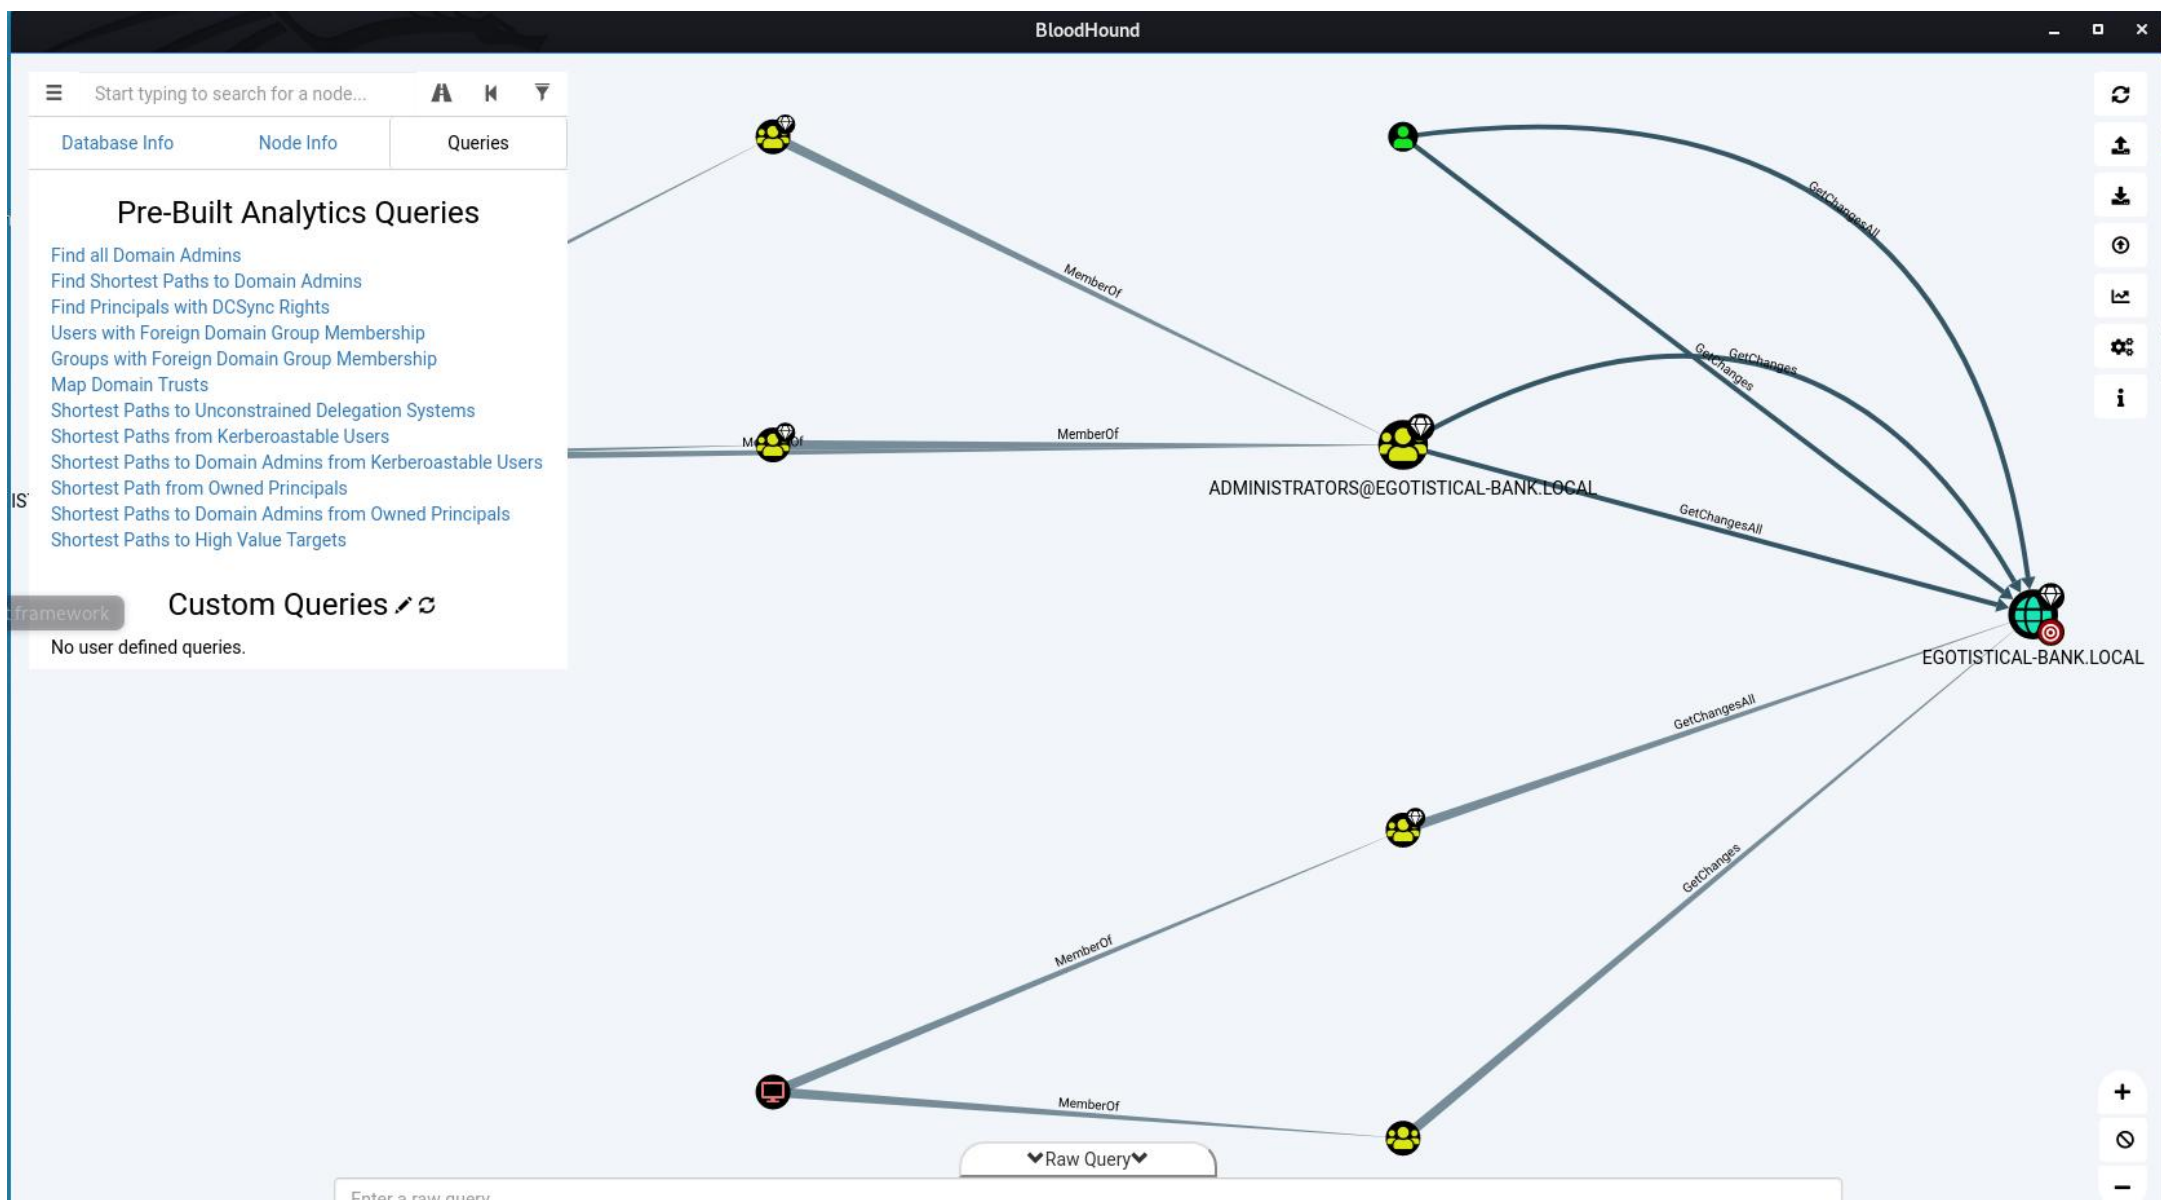 BloodHound
Start typing to search for a node...
Database Info
Node Info
Queries
Pre-Built Analytics Queries
Find all Domain Admins
Find Shortest Paths to Domain Admins
Find Principals with DCSync Rights
Users with Foreign Domain Group Membership
Groups with Foreign Domain Group Membership
Map Domain Trusts
Shortest Paths to Unconstrained Delegation Systems
Shortest Paths from Kerberoastable Users
Shortest Paths to Domain Admins from Kerberoastable Users
Shortest Path from Owned Principals
Shortest Paths to Domain Admins from Owned Principals
Shortest Paths to High Value Targets
Custom Queries
No user defined queries.
framework
GetChangesAll
MemberOf
GetChanges
GetChanges
MemberOf
MemberOf
ADMINISTRATORS@EGOTISTICAL-BANK.LOCAL
GetChangesAll
EGOTISTICAL-BANK.LOCAL
GetChangesAll
GetChanges
MemberOf
MemberOf
Raw Query
Enter a raw query